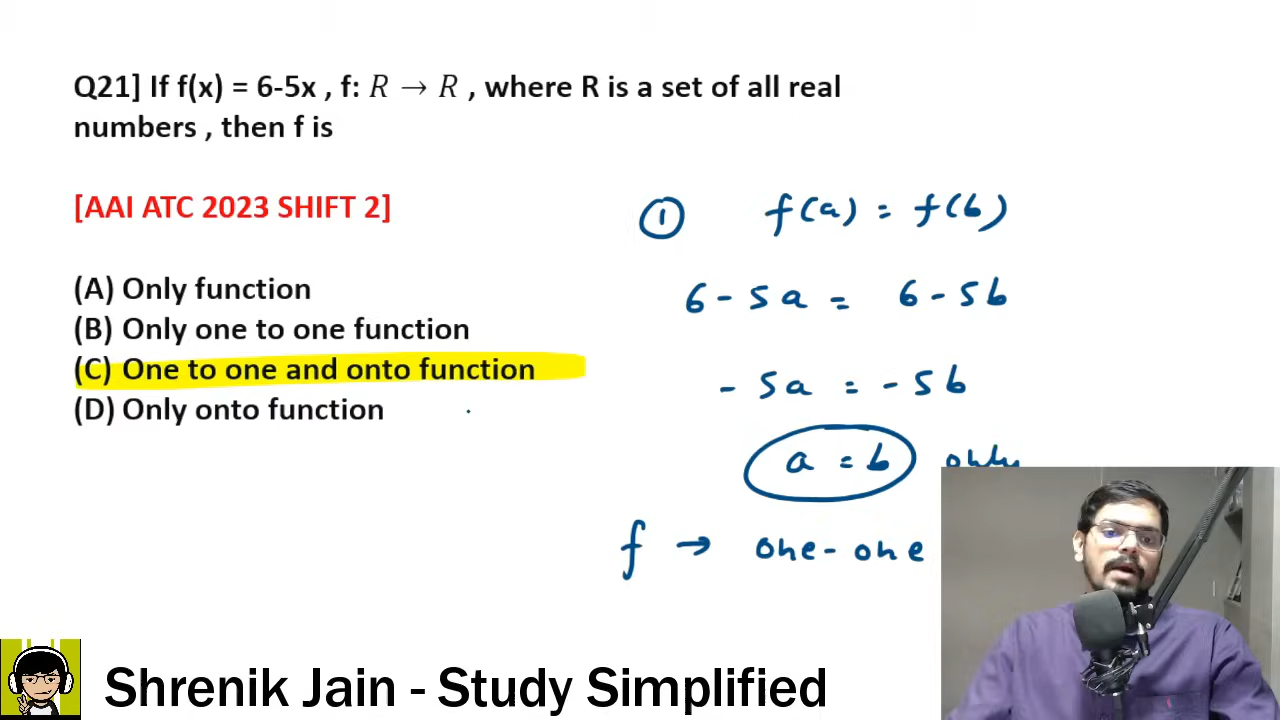 Q21] If f(x) = 6-5x , f: R → R , where R is a set of all real
numbers , then f is
[AAI ATC 2023 SHIFT 2]
(A) Only function
(B) Only one to one function
(C) One to one and onto function
(D) Only onto function
① f(a) = f(b)
6 - 5a = 6 - 5b
- 5a = - 5b
a = b only
f → one-one
Shrenik Jain - Study Simplified